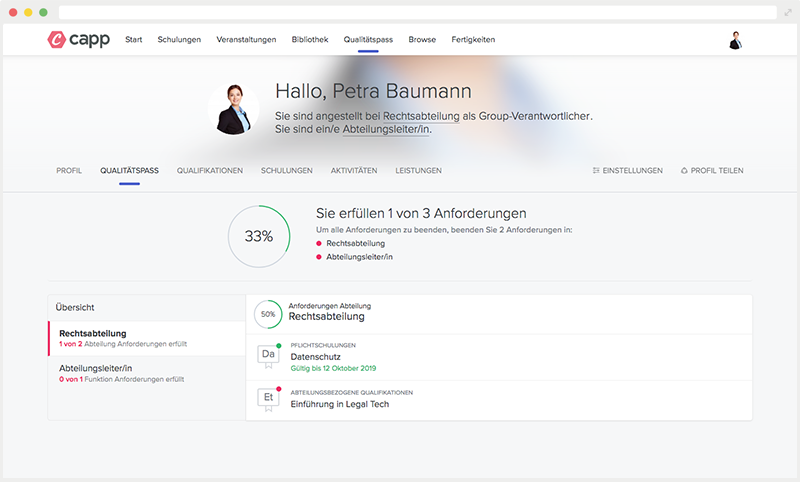 capp
Start Schulungen Veranstaltungen Bibliothek Qualitätspass Browse Fertigkeiten
Hallo, Petra Baumann
Sie sind angestellt bei Rechtsabteilung als Group-Verantwortlicher.
Sie sind ein/e Abteilungsleiter/in.
PROFIL QUALITÄTSPASS QUALIFIKATIONEN SCHULUNGEN AKTIVITÄTEN LEISTUNGEN EINSTELLUNGEN PROFIL TEILEN
33%
Sie erfüllen 1 von 3 Anforderungen
Um alle Anforderungen zu beenden, beenden Sie 2 Anforderungen in:
Rechtsabteilung
Abteilungsleiter/in
Übersicht
Rechtsabteilung
1 von 2 Abteilung Anforderungen erfüllt
Abteilungsleiter/in
0 von 1 Funktion Anforderungen erfüllt
50%
Anforderungen Abteilung
Rechtsabteilung
Da
PFLICHTSCHULUNGEN
Datenschutz
Gültig bis 12 Oktober 2019
Et
ABTEILUNGSBEZOGENE QUALIFIKATIONEN
Einführung in Legal Tech